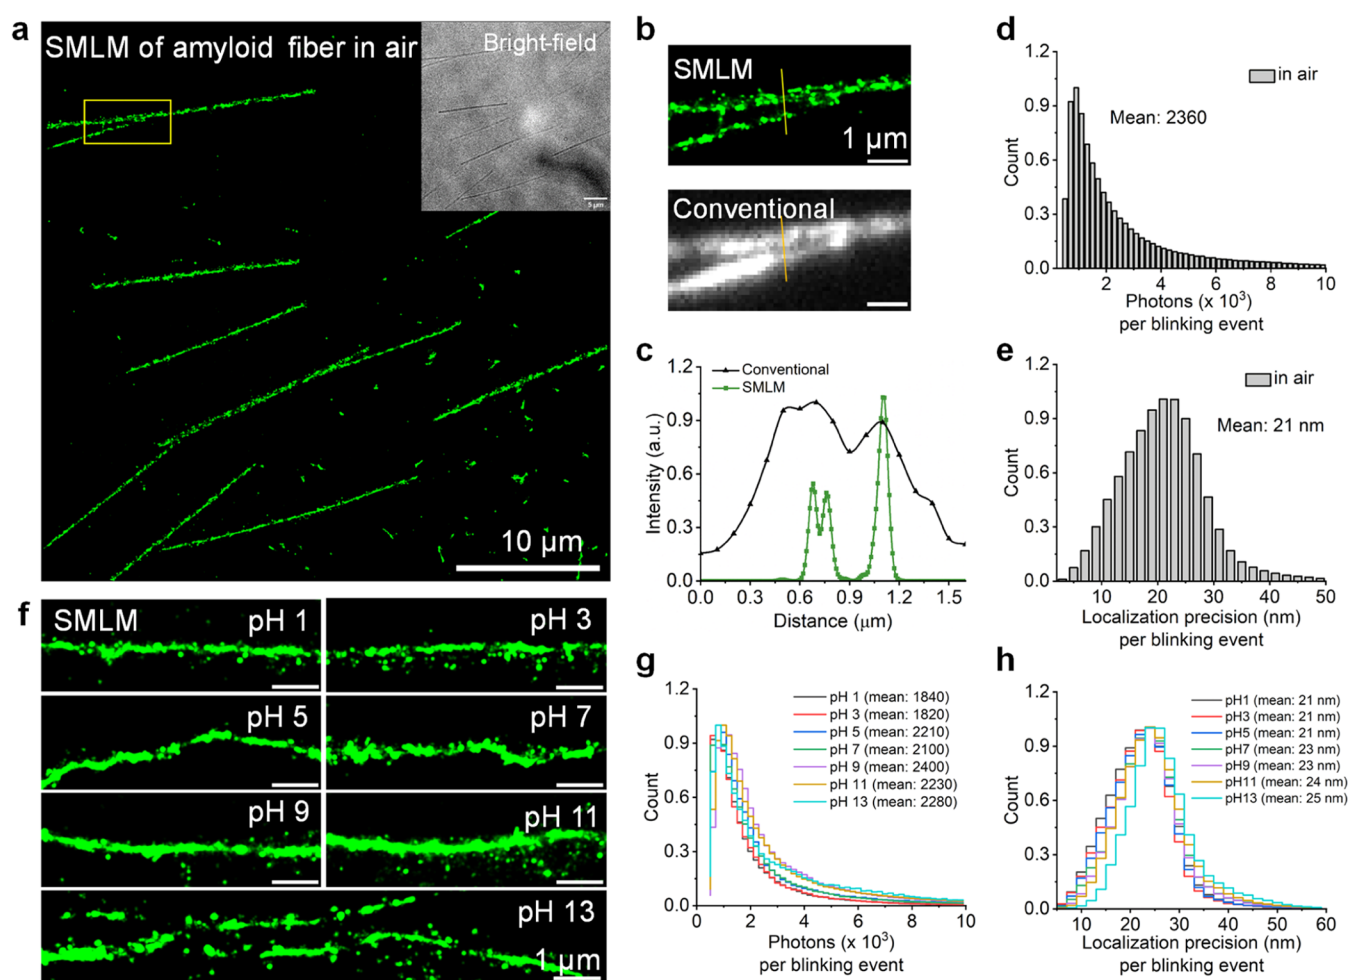 a
SMLM of amyloid fiber in air
Bright-field
5 μm
10 μm
b
SMLM
1 μm
Conventional
c
1.2
0.9
0.6
0.3
0.0
Intensity (a.u.)
Conventional
SMLM
0.0 0.3 0.6 0.9 1.2 1.5
Distance (μm)
d
1.2
0.9
0.6
0.3
0.0
Count
in air
Mean: 2360
2 4 6 8 10
Photons (x 10³)
per blinking event
e
1.2
0.9
0.6
0.3
0.0
Count
in air
Mean: 21 nm
10 20 30 40 50
Localization precision (nm)
per blinking event
f
SMLM
pH 1
pH 3
pH 5
pH 7
pH 9
pH 11
pH 13
1 μm
g
1.2
0.9
0.6
0.3
0.0
Count
pH 1 (mean: 1840)
pH 3 (mean: 1820)
pH 5 (mean: 2210)
pH 7 (mean: 2100)
pH 9 (mean: 2400)
pH 11 (mean: 2230)
pH 13 (mean: 2280)
0 2 4 6 8 10
Photons (x 10³)
per blinking event
h
1.2
0.9
0.6
0.3
0.0
Count
pH1 (mean: 21 nm)
pH3 (mean: 21 nm)
pH5 (mean: 21 nm)
pH7 (mean: 23 nm)
pH9 (mean: 23 nm)
pH11 (mean: 24 nm)
pH13 (mean: 25 nm)
10 20 30 40 50 60
Localization precision (nm)
per blinking event